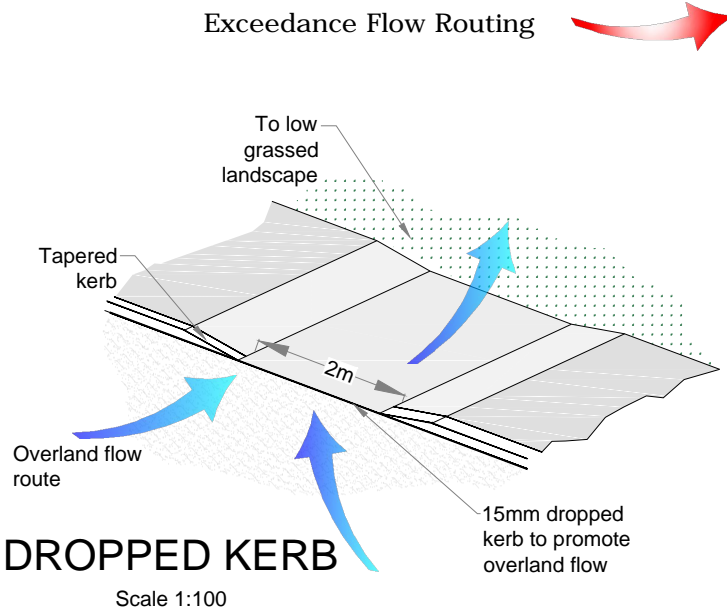 Exceedance Flow Routing
To low
grassed
landscape
Tapered
kerb
2m
Overland flow
route
15mm dropped
kerb to promote
overland flow
DROPPED KERB
Scale 1:100